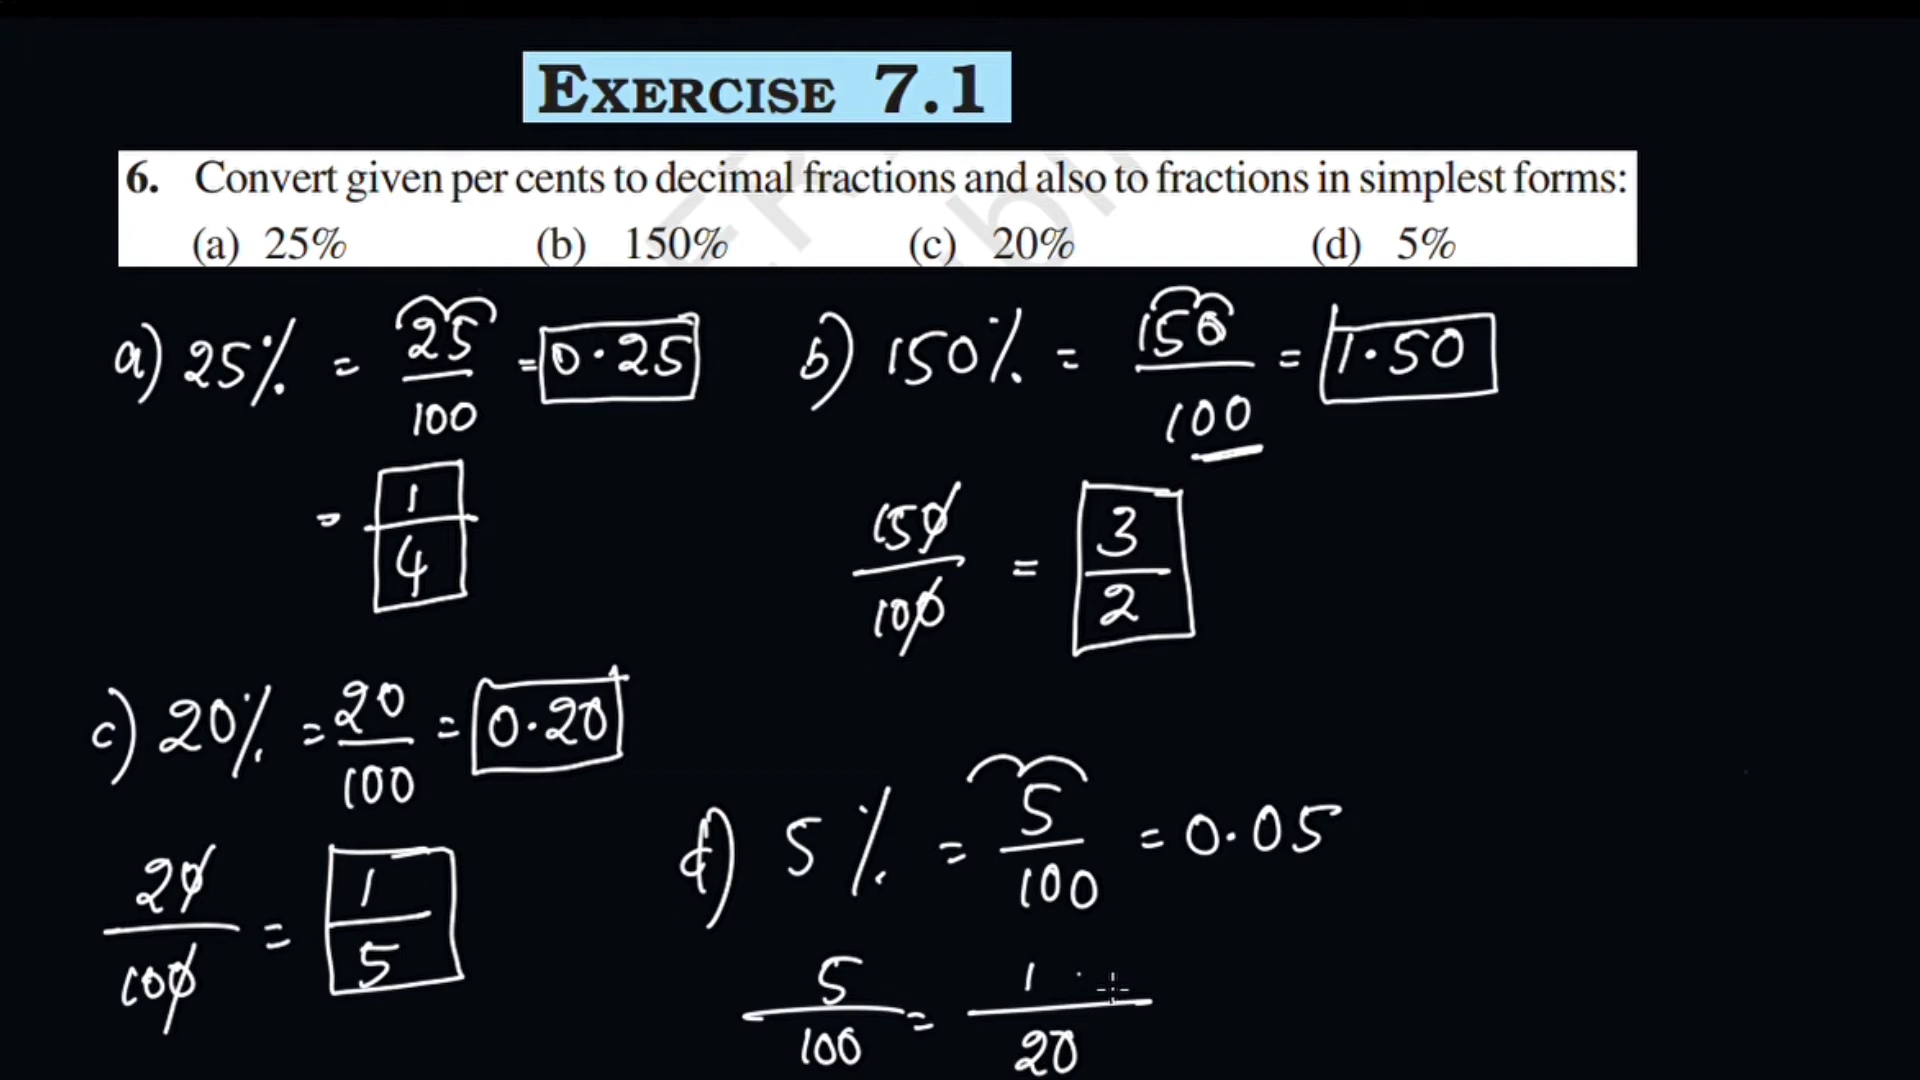 EXERCISE 7.1
6. Convert given per cents to decimal fractions and also to fractions in simplest forms:
(a) 25% (b) 150% (c) 20% (d) 5%
a) 25% = 25/100 = 0.25
= 1/4
b) 150% = 150/100 = 1.50
150/100 = 3/2
c) 20% = 20/100 = 0.20
20/100 = 1/5
d) 5% = 5/100 = 0.05
5/100 = 1/20